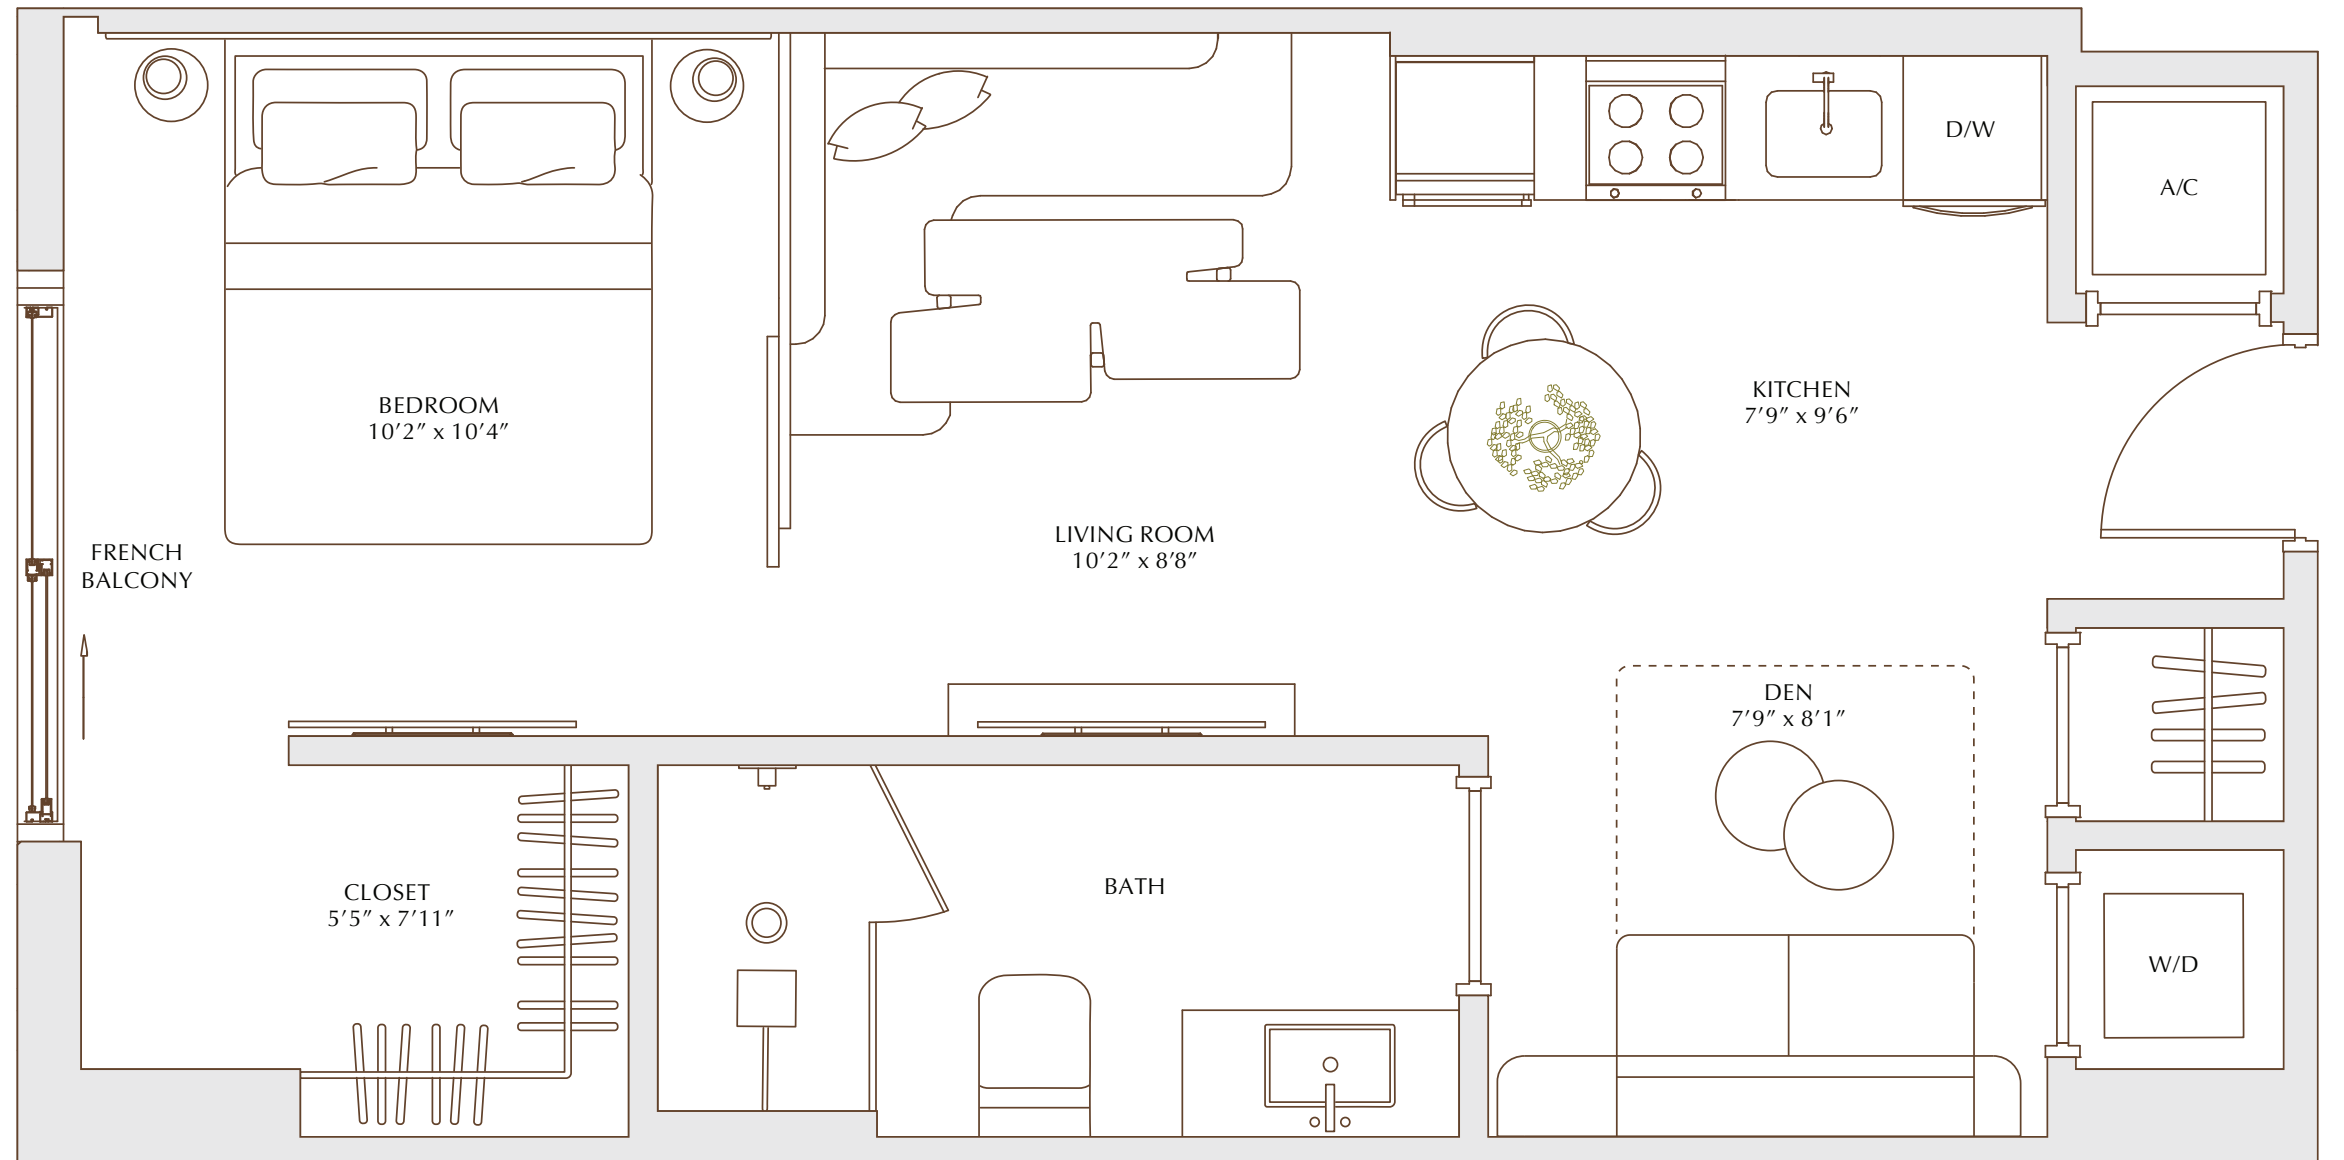 D/W
A/C
BEDROOM
10’2” x 10’4”
KITCHEN
7’9” x 9’6”
FRENCH
BALCONY
LIVING ROOM
10’2” x 8’8”
DEN
7’9” x 8’1”
CLOSET
5’5” x 7’11”
BATH
W/D